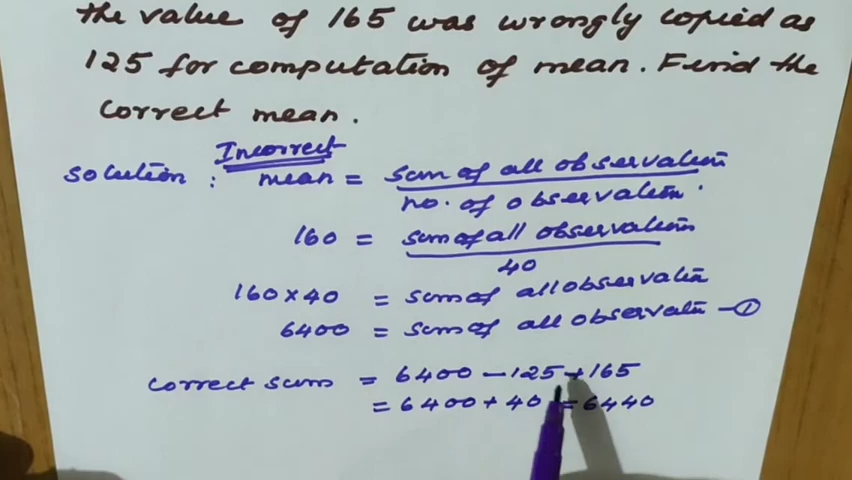 the value of 165 was wrongly copied as
125 for computation of mean. Find the
correct mean.
Incorrect
Solution : mean = sum of all observation
no. of observation.
160 = sum of all observations
40
160 × 40 = sum of all observation
6400 = sum of all observation - ①
correct sum = 6400 - 125 + 165
= 6400 + 40 = 6440